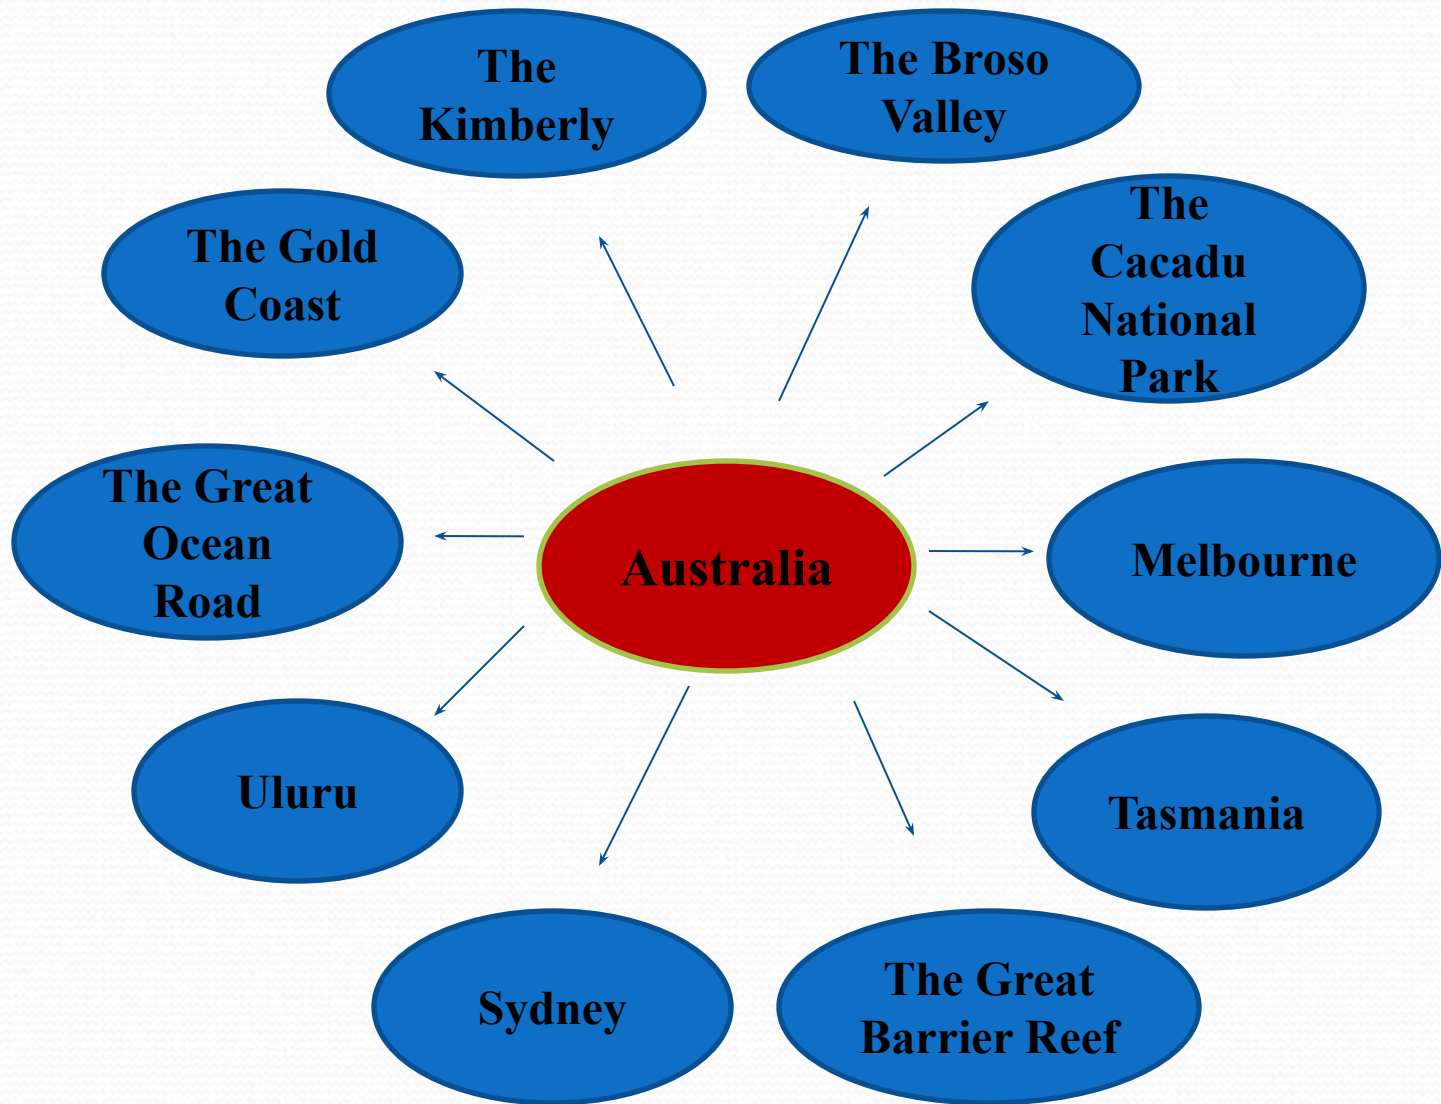 The
Kimberly
The Broso
Valley
The Gold
Coast
The
Cacadu
National
Park
The Great
Ocean
Road
Australia
Melbourne
Uluru
Tasmania
Sydney
The Great
Barrier Reef